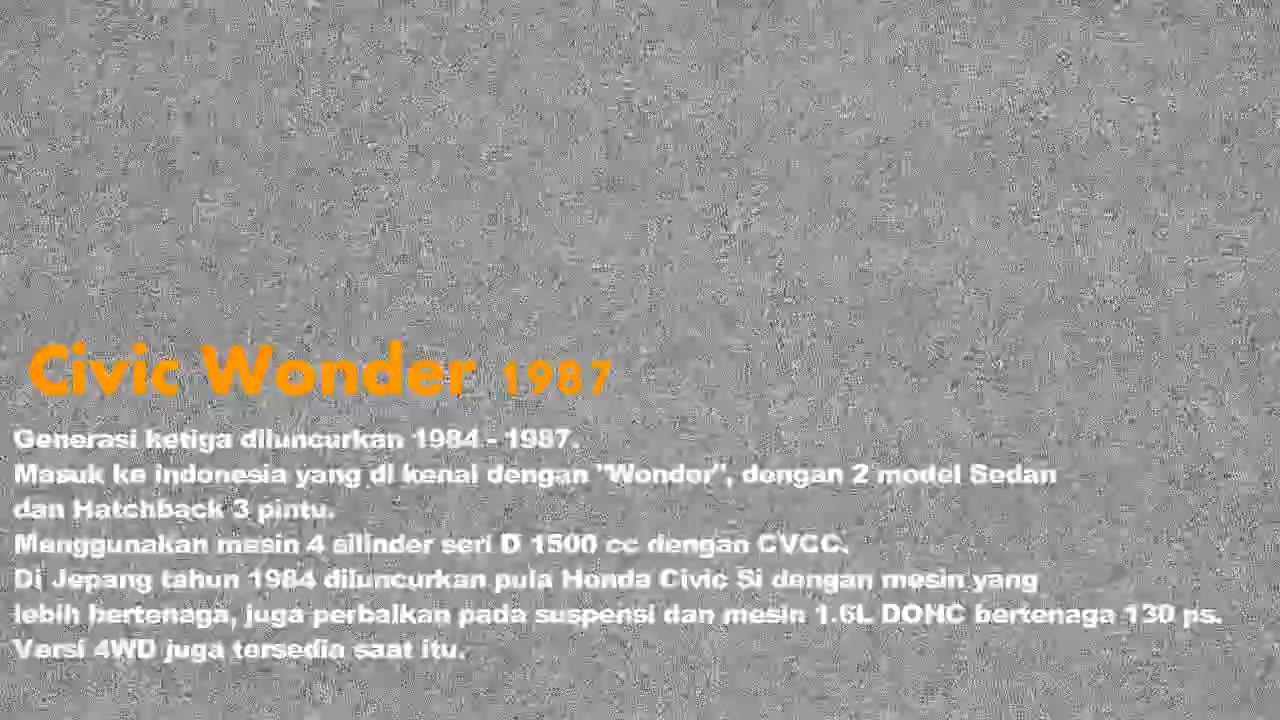 Civic Wonder 1987
Generasi ketiga diluncurkan 1984 - 1987.
Masuk ke indonesia yang di kenal dengan "Wonder", dengan 2 model Sedan
dan Hatchback 3 pintu.
Menggunakan mesin 4 silinder seri D 1500 cc dengan CVCC.
Di Jepang tahun 1984 diluncurkan pula Honda Civic Si dengan mesin yang
lebih bertenaga, juga perbaikan pada suspensi dan mesin 1.6L DOHC bertenaga 130 ps.
Versi 4WD juga tersedia saat itu.